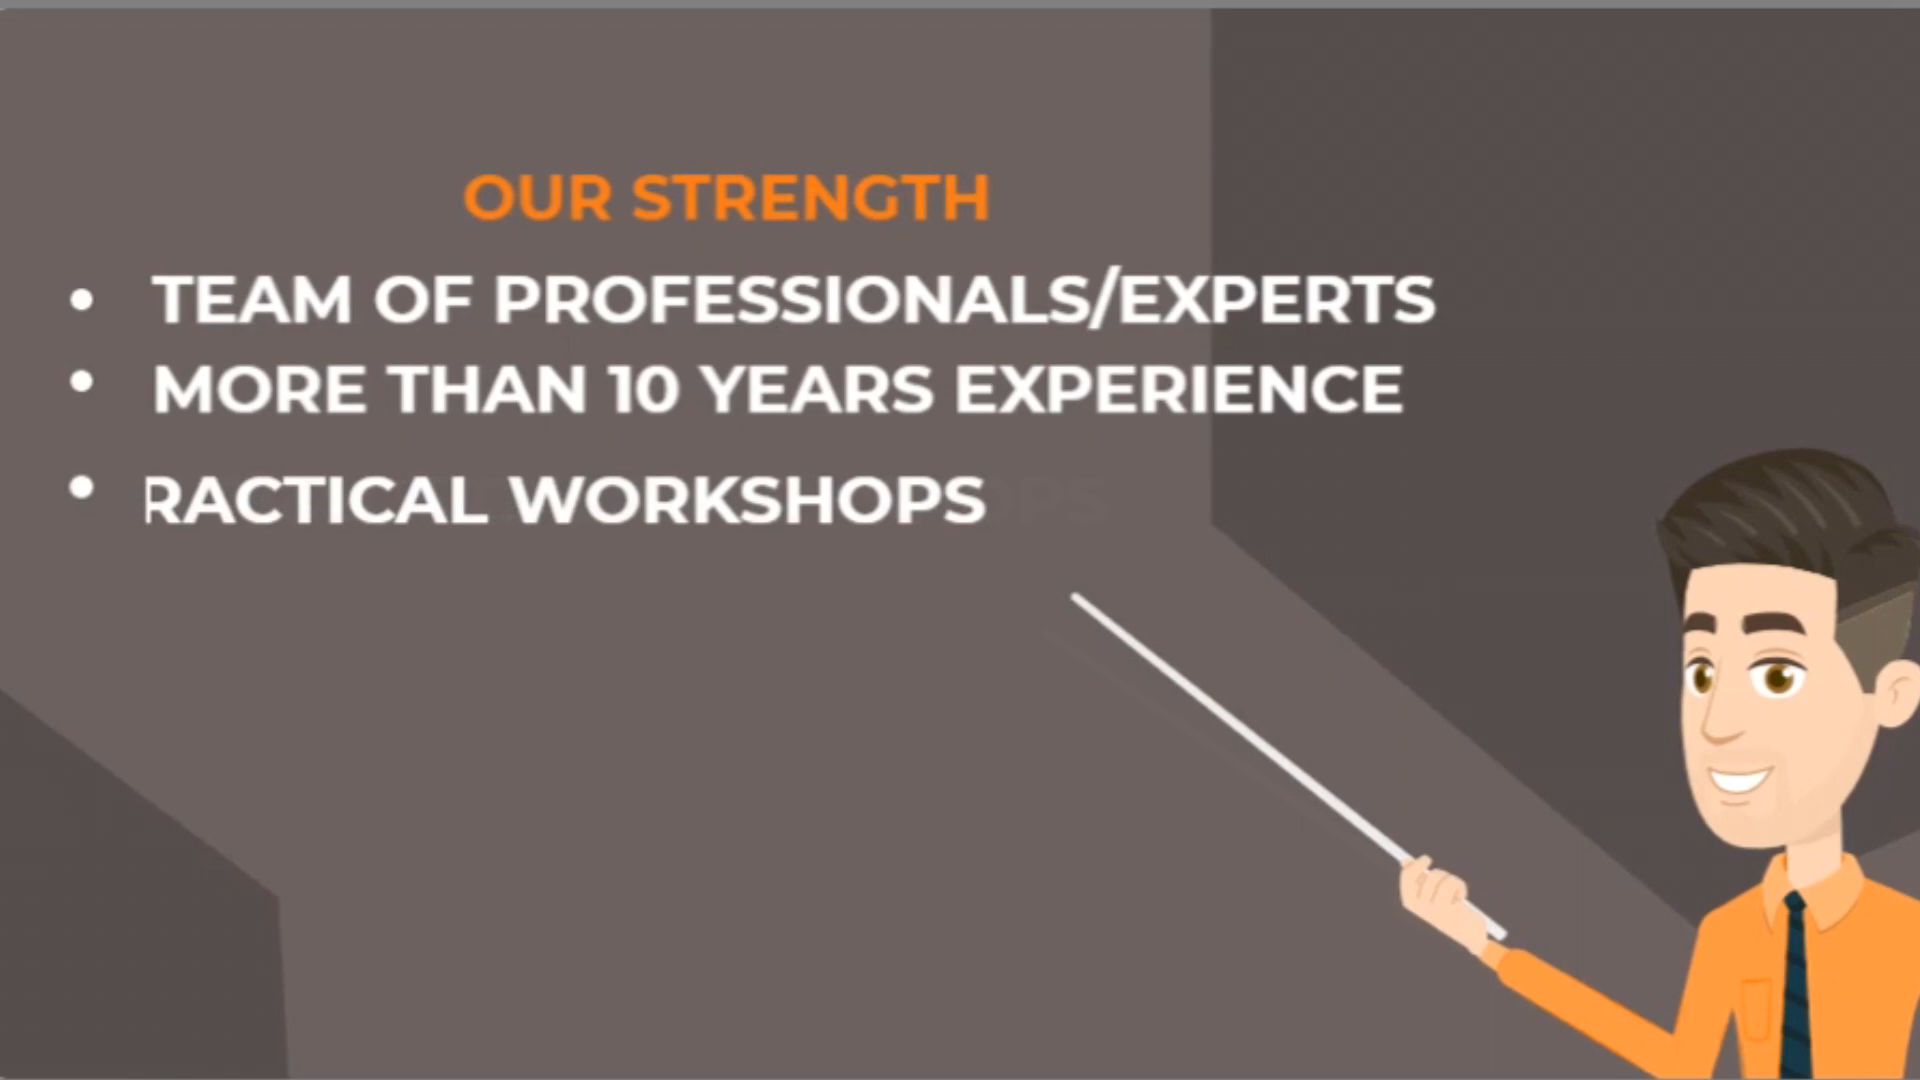 OUR STRENGTH
• TEAM OF PROFESSIONALS/EXPERTS
• MORE THAN 10 YEARS EXPERIENCE
• RACTICAL WORKSHOPS